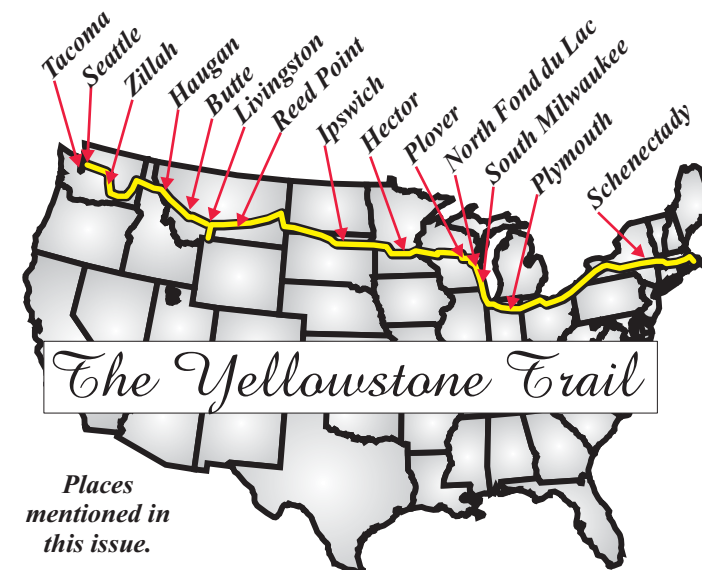 Tacoma
Seattle
Zillah
Haugan
Butte
Livingston
Reed Point
Ipswich
Hector
Plover
North Fond du Lac
South Milwaukee
Plymouth
Schenectady
The Yellowstone Trail
Places
mentioned in
this issue.